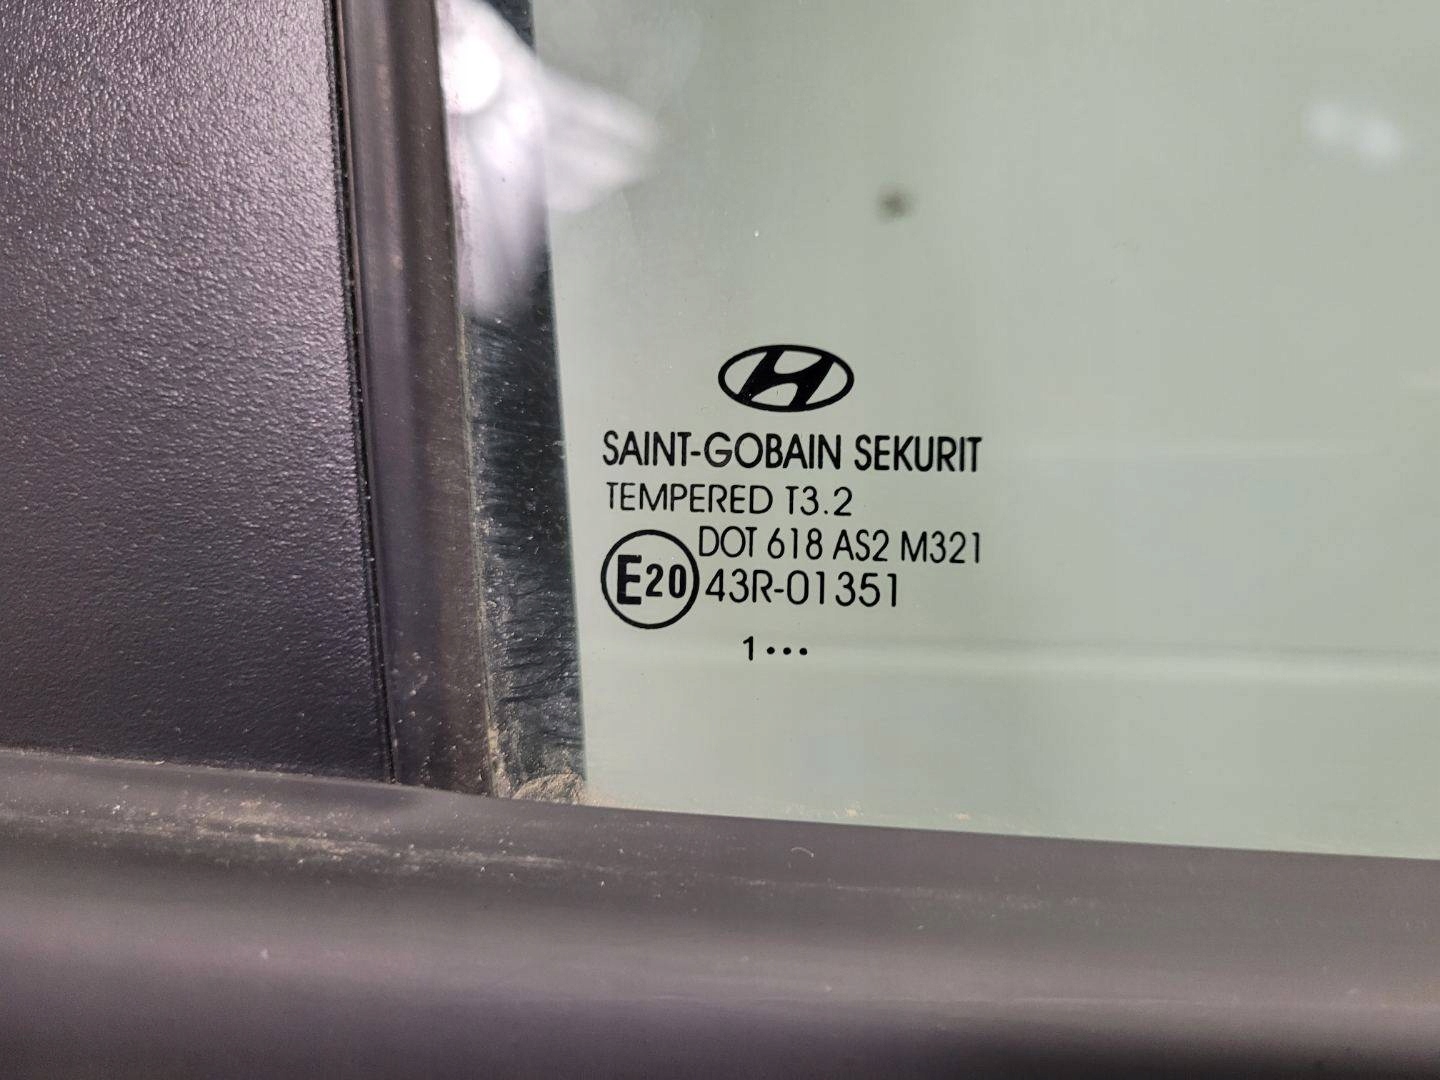 SAINT-GOBAIN SEKURIT
TEMPERED T3.2
DOT 618 AS2 M321
E20 43R-01351
1•••